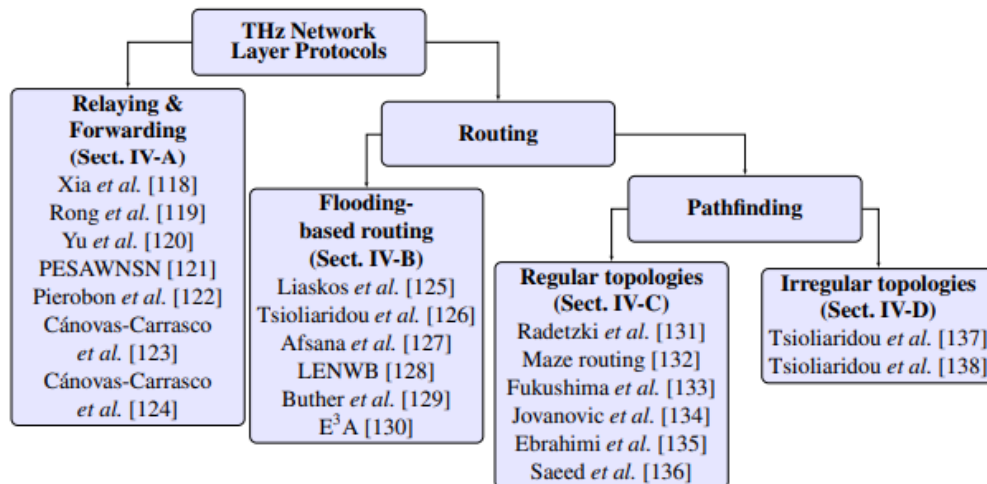 THz Network
Layer Protocols
Relaying &
Forwarding
(Sect. IV-A)
Xia et al. [118]
Rong et al. [119]
Yu et al. [120]
PESAWNSN [121]
Pierobon et al. [122]
Cánovas-Carrasco
et al. [123]
Cánovas-Carrasco
et al. [124]
Routing
Flooding-
based routing
(Sect. IV-B)
Liaskos et al. [125]
Tsioliaridou et al. [126]
Afsana et al. [127]
LENWB [128]
Buther et al. [129]
E³A [130]
Pathfinding
Regular topologies
(Sect. IV-C)
Radetzki et al. [131]
Maze routing [132]
Fukushima et al. [133]
Jovanovic et al. [134]
Ebrahimi et al. [135]
Saeed et al. [136]
Irregular topologies
(Sect. IV-D)
Tsioliaridou et al. [137]
Tsioliaridou et al. [138]